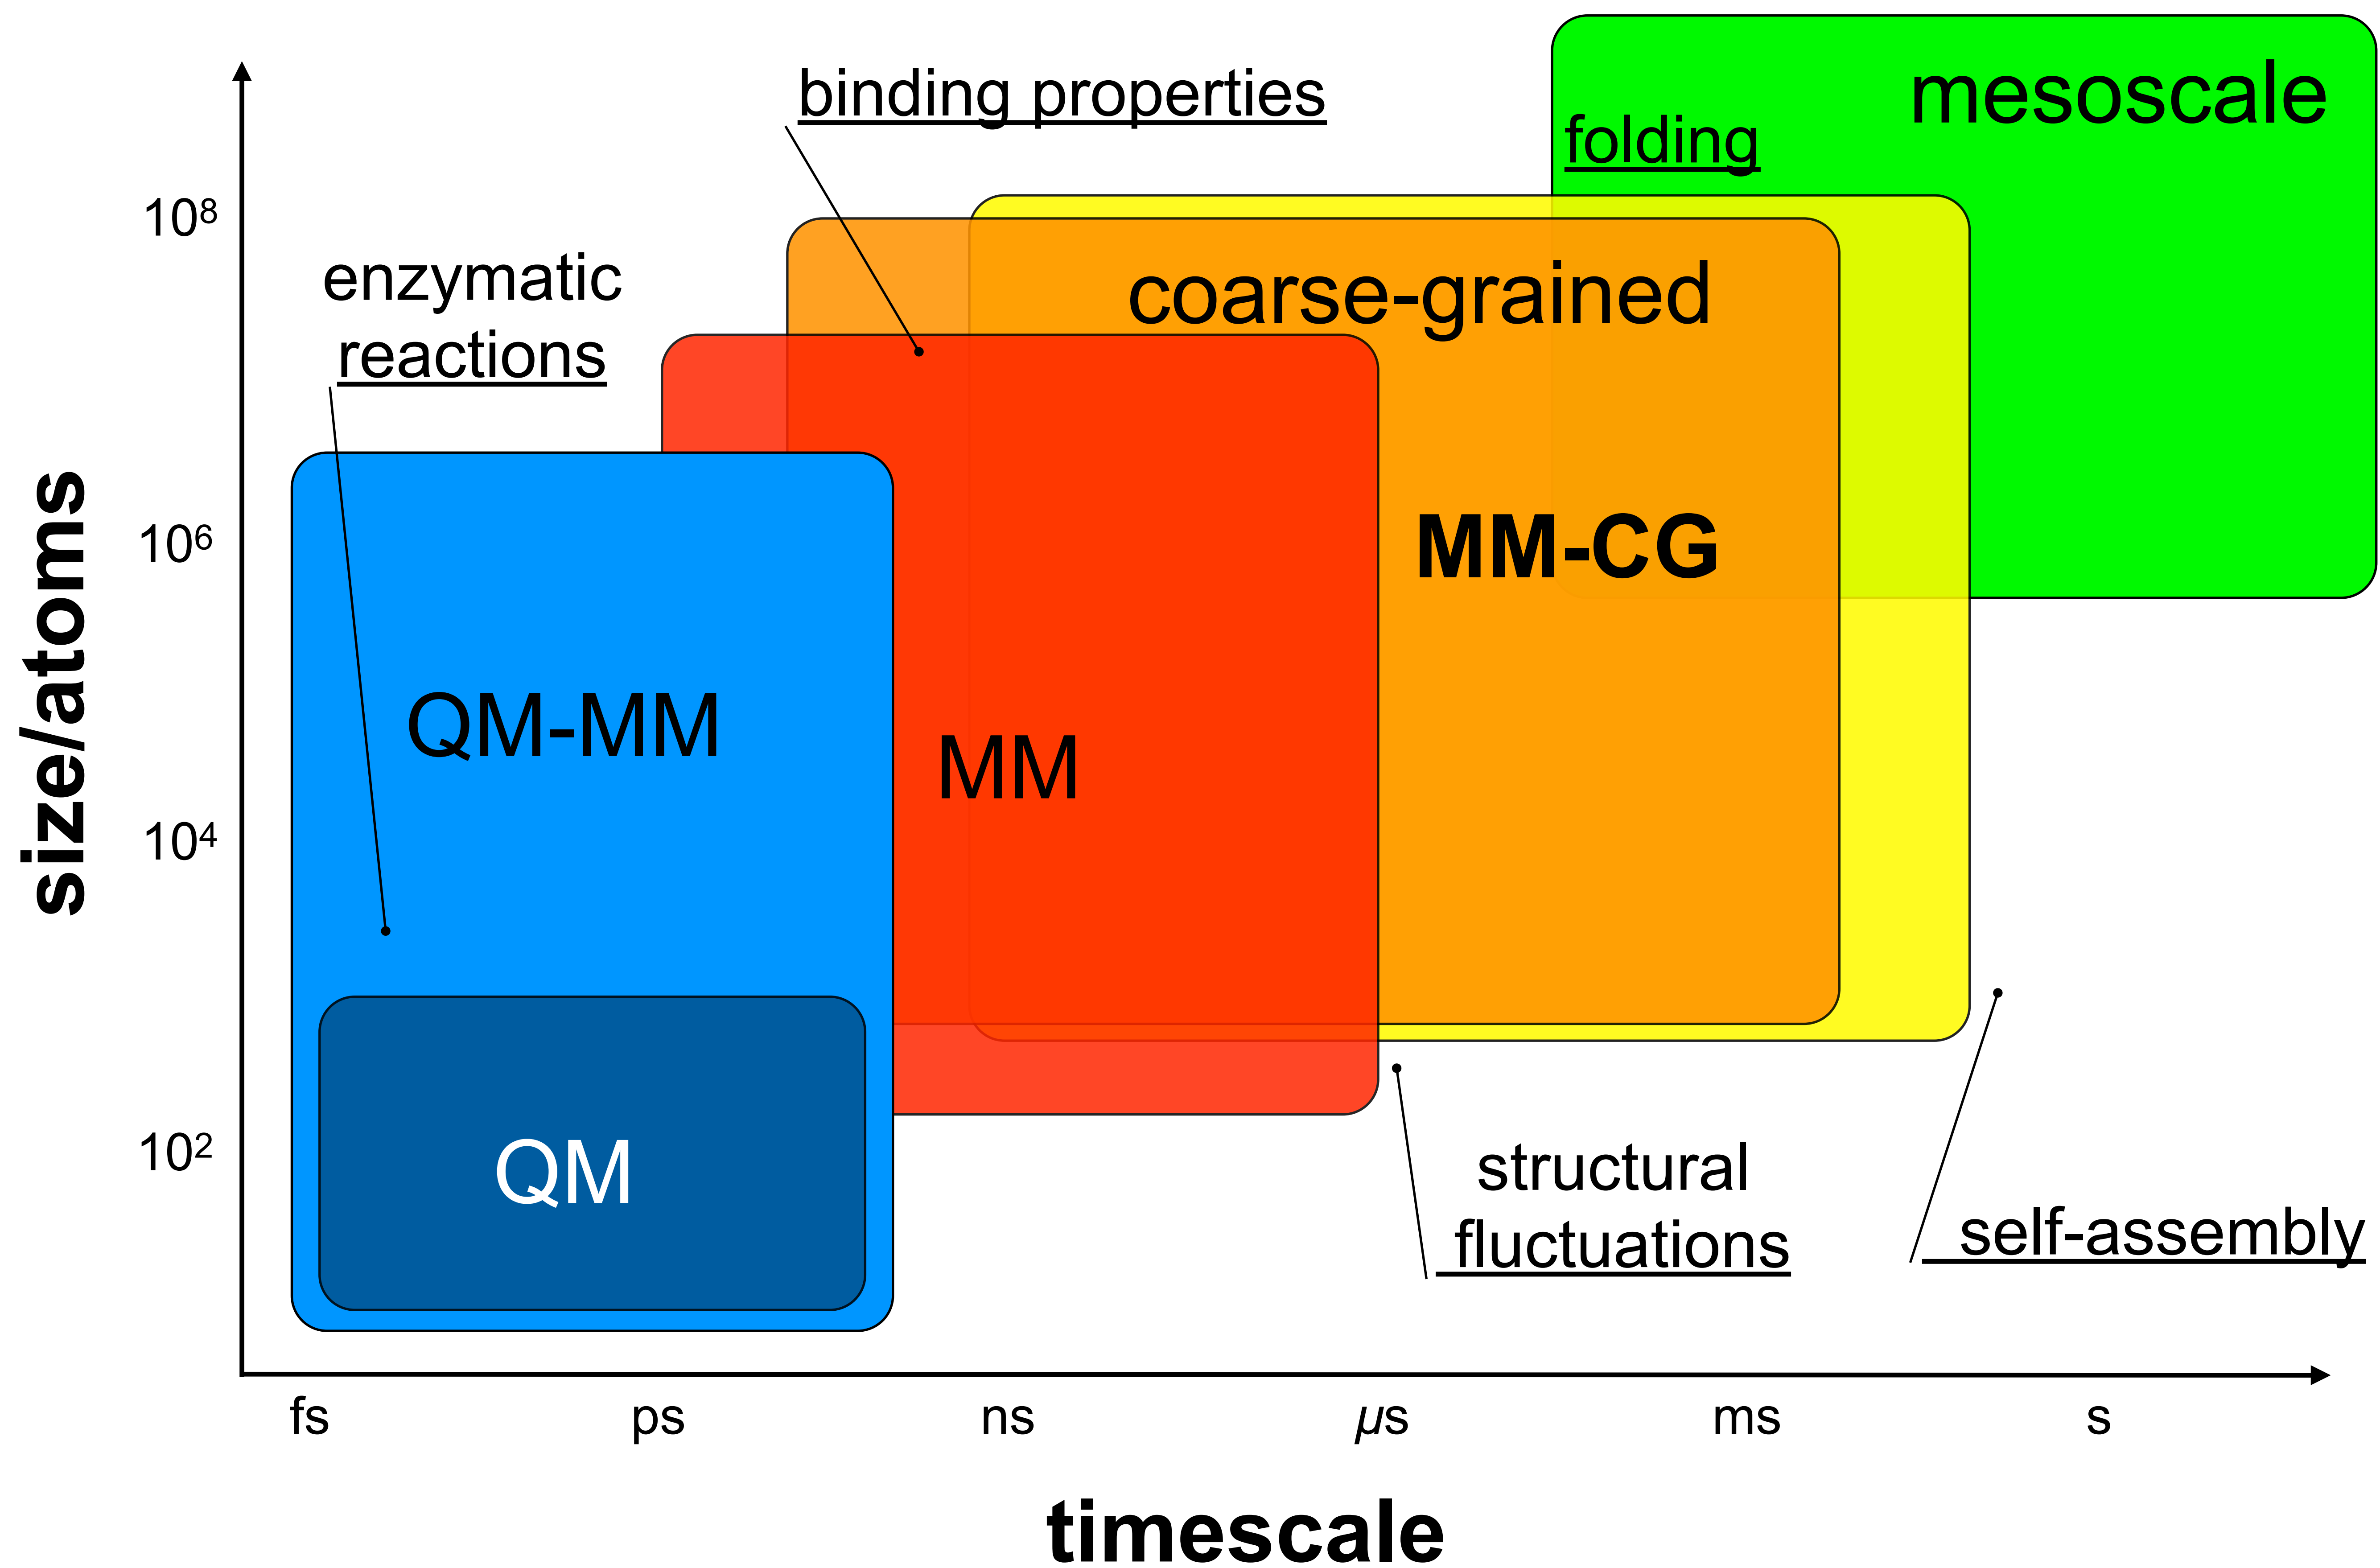 mesoscale
binding properties
folding
10⁸
enzymatic
reactions
coarse-grained
10⁶
MM-CG
size/atoms
QM-MM
MM
10⁴
10²
QM
structural
fluctuations
self-assembly
fs ps ns µs ms s
timescale